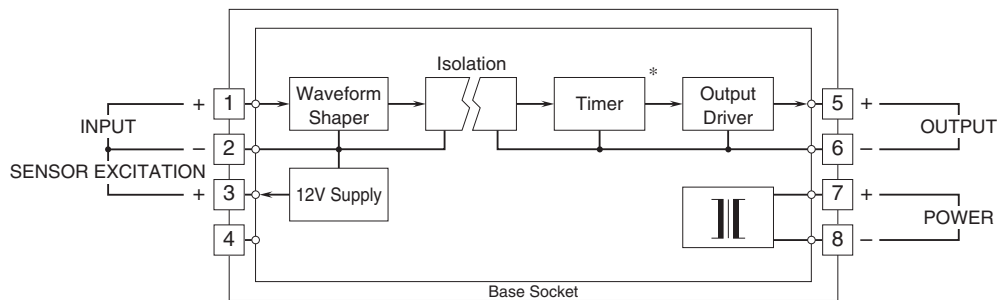 Isolation
*
1
+
Waveform
Shaper
Timer
Output
Driver
5
+
INPUT
OUTPUT
−
2
6
−
SENSOR EXCITATION
+
3
12V Supply
7
+
POWER
4
8
−
Base Socket